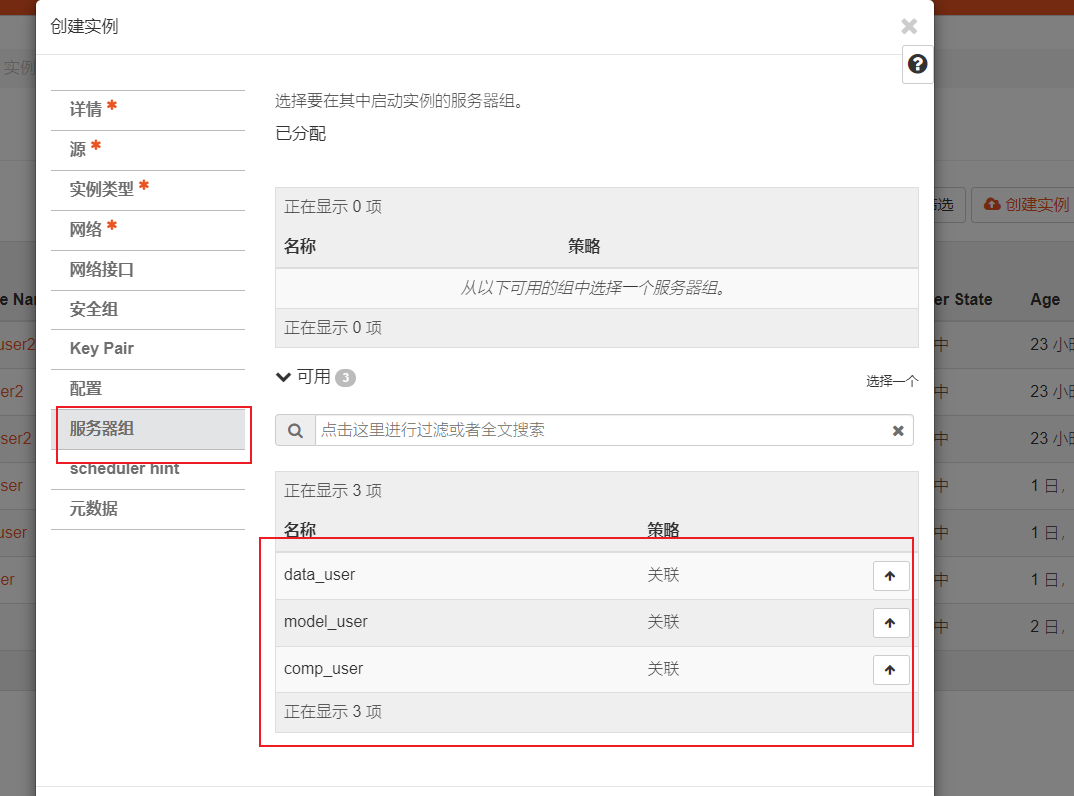 创建实例
实例
详情 *
源 *
实例类型 *
网络 *
网络接口
安全组
Key Pair
配置
服务器组
scheduler hint
元数据
选择要在其中启动实例的服务器组。
已分配
正在显示 0 项
名称 策略
从以下可用的组中选择一个服务器组。
正在显示 0 项
可用 3
选择一个
点击这里进行过滤或者全文搜索
正在显示 3 项
名称 策略
data_user 关联
model_user 关联
comp_user 关联
正在显示 3 项
选 创建实例
e Nar er State Age
user2 中 23 小时
er2 中 23 小时
ser2 中 23 小时
ser 中 1 日,
user 中 1 日,
er 中 1 日,
中 2 日,